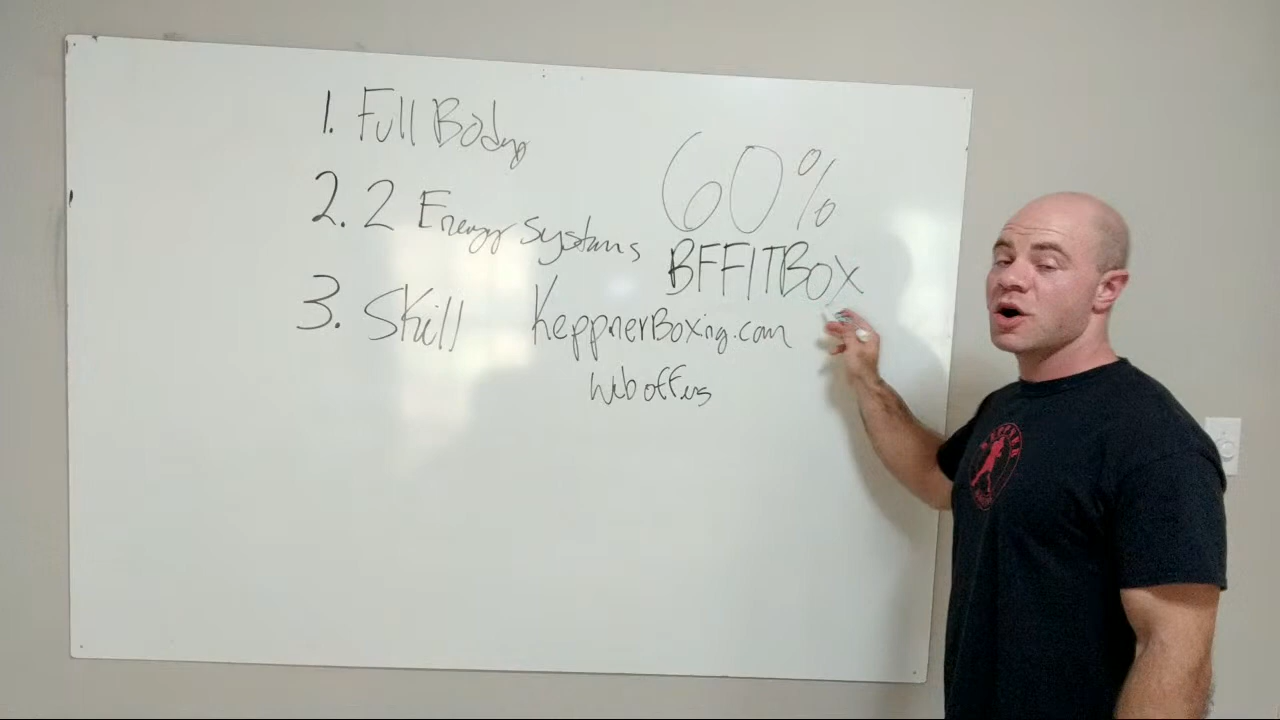 1. Full Body
2. 2 Energy Systems
3. Skill
60%
BFFITBOX
KeppnerBoxing.com
Web offers